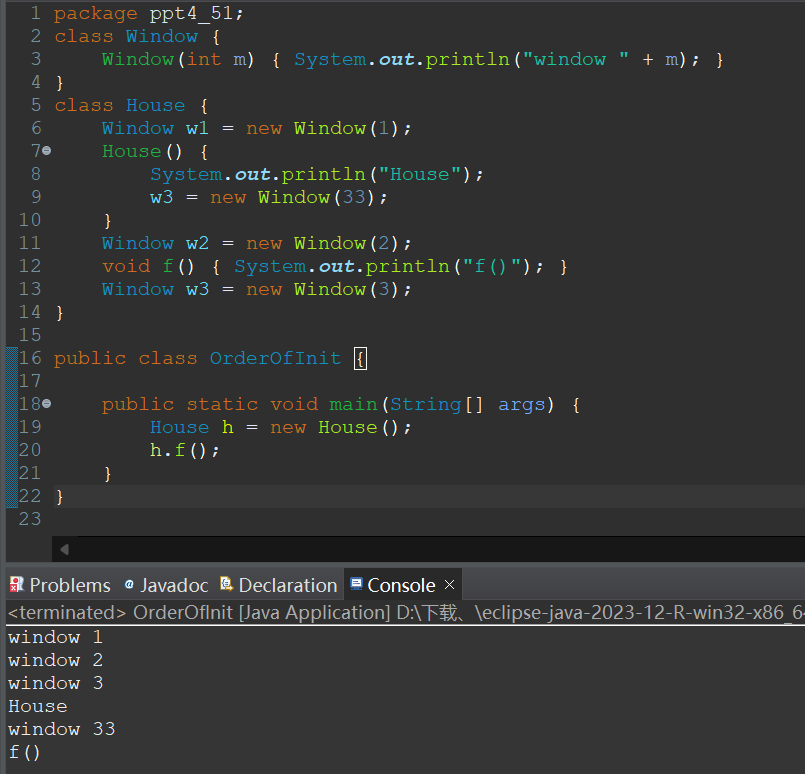 1 package ppt4_51;
2 class Window {
3     Window(int m) { System.out.println("window " + m); }
4 }
5 class House {
6     Window w1 = new Window(1);
7     House() {
8         System.out.println("House");
9         w3 = new Window(33);
10     }
11     Window w2 = new Window(2);
12     void f() { System.out.println("f()"); }
13     Window w3 = new Window(3);
14 }
15
16 public class OrderOfInit {
17
18     public static void main(String[] args) {
19         House h = new House();
20         h.f();
21     }
22 }
23
Problems Javadoc Declaration Console
<terminated> OrderOfInit [Java Application] D:\下载、\eclipse-java-2023-12-R-win32-x86_64
window 1
window 2
window 3
House
window 33
f()